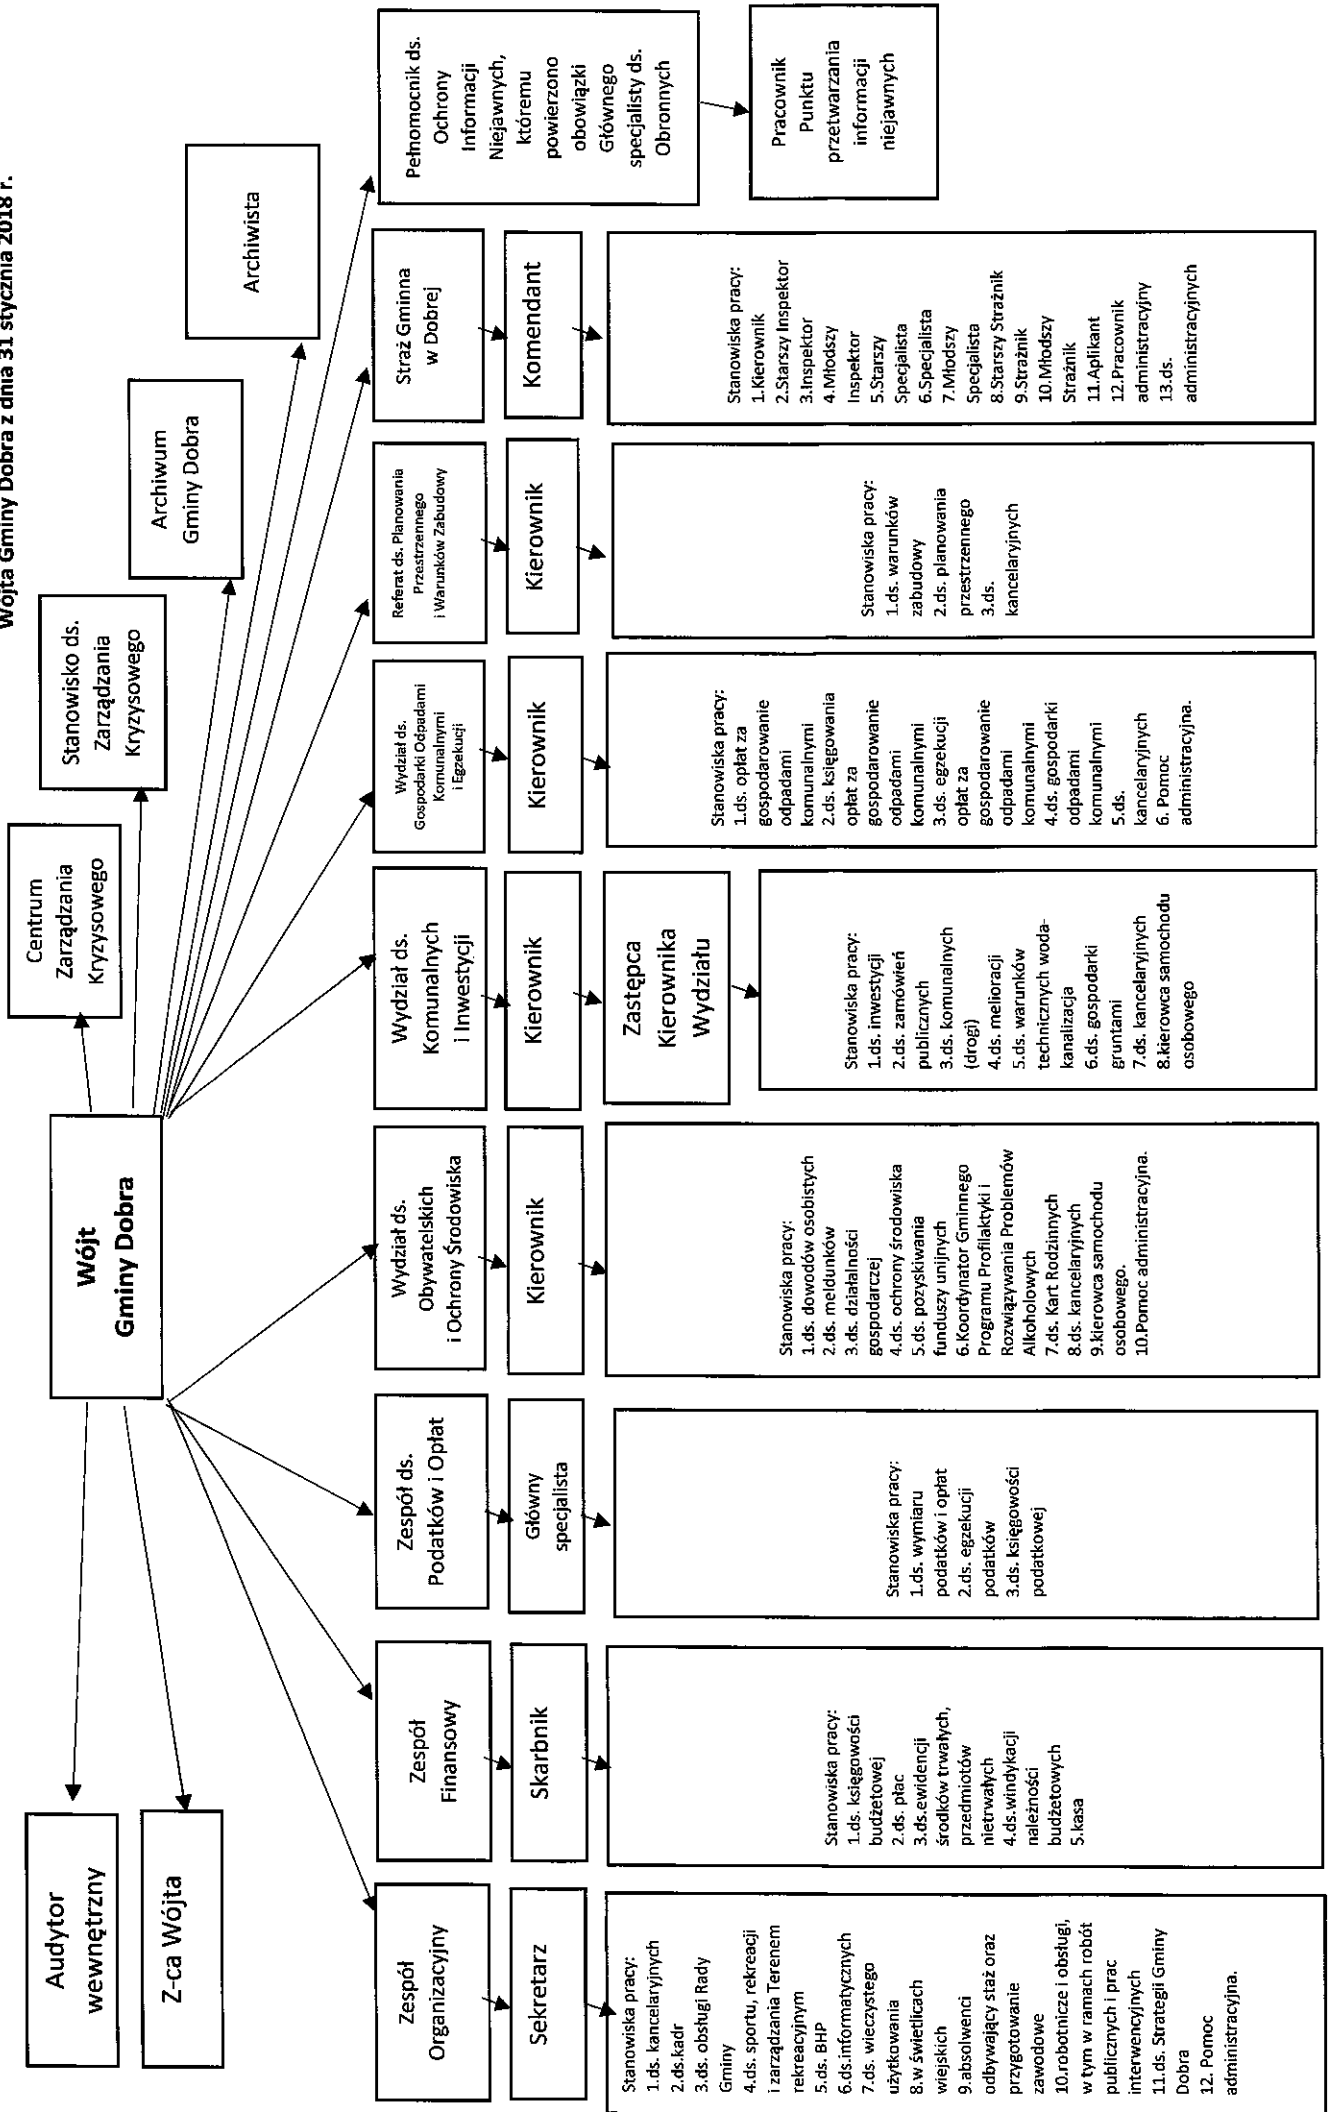 Wójta Gminy Dobra z dnia 31 stycznia 2018 r.
Audytor
wewnętrzny
Z-ca Wójta
Wójt
Gminy Dobra
Centrum
Zarządzania
Kryzysowego
Stanowisko ds.
Zarządzania
Kryzysowego
Archiwum
Gminy Dobra
Archiwista
Zespół
Organizacyjny
Sekretarz
Stanowiska pracy:
1.ds. kancelaryjnych
2.ds.kadr
3.ds. obsługi Rady
Gminy
4.ds. sportu, rekreacji
i zarządzania Terenem
rekreacyjnym
5.ds. BHP
6.ds.informatycznych
7.ds. wieczystego
użytkowania
8.w świetlicach
wiejskich
9.absolwenci
odbywający staż oraz
przygotowanie
zawodowe
10.robotnicze i obsługi,
w tym w ramach robót
publicznych i prac
interwencyjnych
11.ds. Strategii Gminy
Dobra
12. Pomoc
administracyjna.
Zespół
Finansowy
Skarbnik
Stanowiska pracy:
1.ds. księgowości
budżetowej
2.ds. płac
3.ds.ewidencji
środków trwałych,
przedmiotów
nietrwałych
4.ds.windykacji
należności
budżetowych
5.kasa
Zespół ds.
Podatków i Opłat
Główny
specjalista
Stanowiska pracy:
1.ds. wymiaru
podatków i opłat
2.ds. egzekucji
podatków
3.ds. księgowości
podatkowej
Wydział ds.
Obywatelskich
i Ochrony Środowiska
Kierownik
Stanowiska pracy:
1.ds. dowodów osobistych
2.ds. meldunków
3.ds. działalności
gospodarczej
4.ds. ochrony środowiska
5.ds. pozyskiwania
funduszy unijnych
6.Koordynator Gminnego
Programu Profilaktyki i
Rozwiązywania Problemów
Alkoholowych
7.ds. Kart Rodzinnych
8.ds. kancelaryjnych
9.kierowca samochodu
osobowego.
10.Pomoc administracyjna.
Wydział ds.
Komunalnych
i Inwestycji
Kierownik
Zastępca
Kierownika
Wydziału
Stanowiska pracy:
1.ds. inwestycji
2.ds. zamówień
publicznych
3.ds. komunalnych
(drogi)
4.ds. melioracji
5.ds. warunków
technicznych woda-
kanalizacja
6.ds. gospodarki
gruntami
7.ds. kancelaryjnych
8.kierowca samochodu
osobowego
Wydział ds.
Gospodarki Odpadami
Komunalnymi
i Egzekucji
Kierownik
Stanowiska pracy:
1.ds. opłat za
gospodarowanie
odpadami
komunalnymi
2.ds. księgowania
opłat za
gospodarowanie
odpadami
komunalnymi
3.ds. egzekucji
opłat za
gospodarowanie
odpadami
komunalnymi
4.ds. gospodarki
odpadami
komunalnymi
5.ds.
kancelaryjnych
6. Pomoc
administracyjna.
Referat ds. Planowania
Przestrzennego
i Warunków Zabudowy
Kierownik
Stanowiska pracy:
1.ds. warunków
zabudowy
2.ds. planowania
przestrzennego
3.ds.
kancelaryjnych
Straż Gminna
w Dobrej
Komendant
Stanowiska pracy:
1.Kierownik
2.Starszy Inspektor
3.Inspektor
4.Młodszy
Inspektor
5.Starszy
Specjalista
6.Specjalista
7.Młodszy
Specjalista
8.Starszy Strażnik
9.Strażnik
10.Młodszy
Strażnik
11.Aplikant
12.Pracownik
administracyjny
13.ds.
administracyjnych
Pełnomocnik ds.
Ochrony
Informacji
Niejawnych,
któremu
powierzono
obowiązki
Głównego
specjalisty ds.
Obronnych
Pracownik
Punktu
przetwarzania
informacji
niejawnych